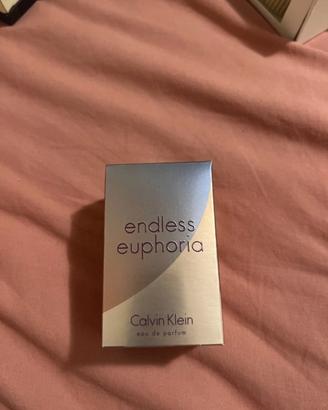 endless
euphoria
Calvin Klein
eau de parfum